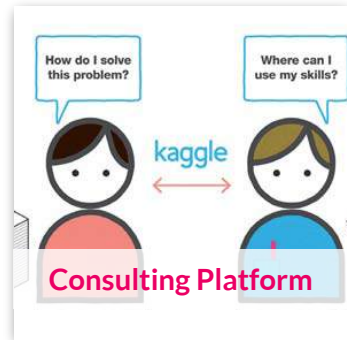 How do I solve
this problem?
Where can I
use my skills?
kaggle
Consulting Platform